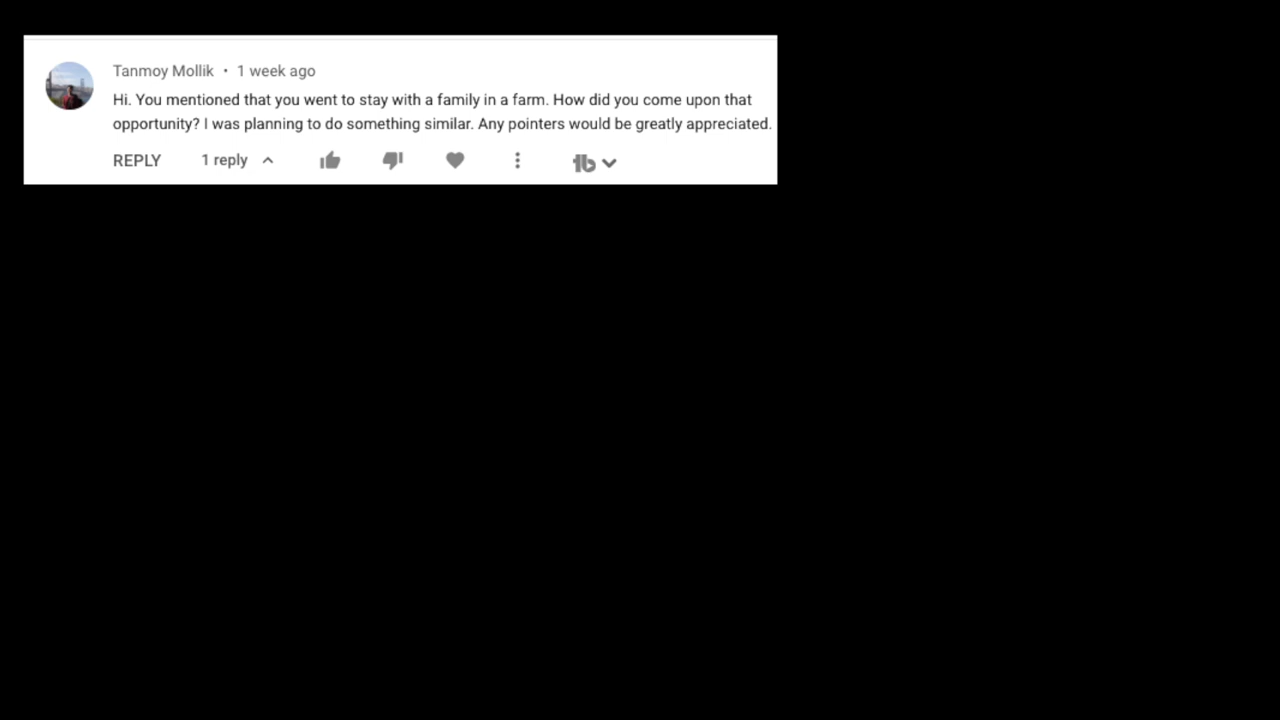 Tanmoy Mollik • 1 week ago
Hi. You mentioned that you went to stay with a family in a farm. How did you come upon that
opportunity? I was planning to do something similar. Any pointers would be greatly appreciated.
REPLY 1 reply